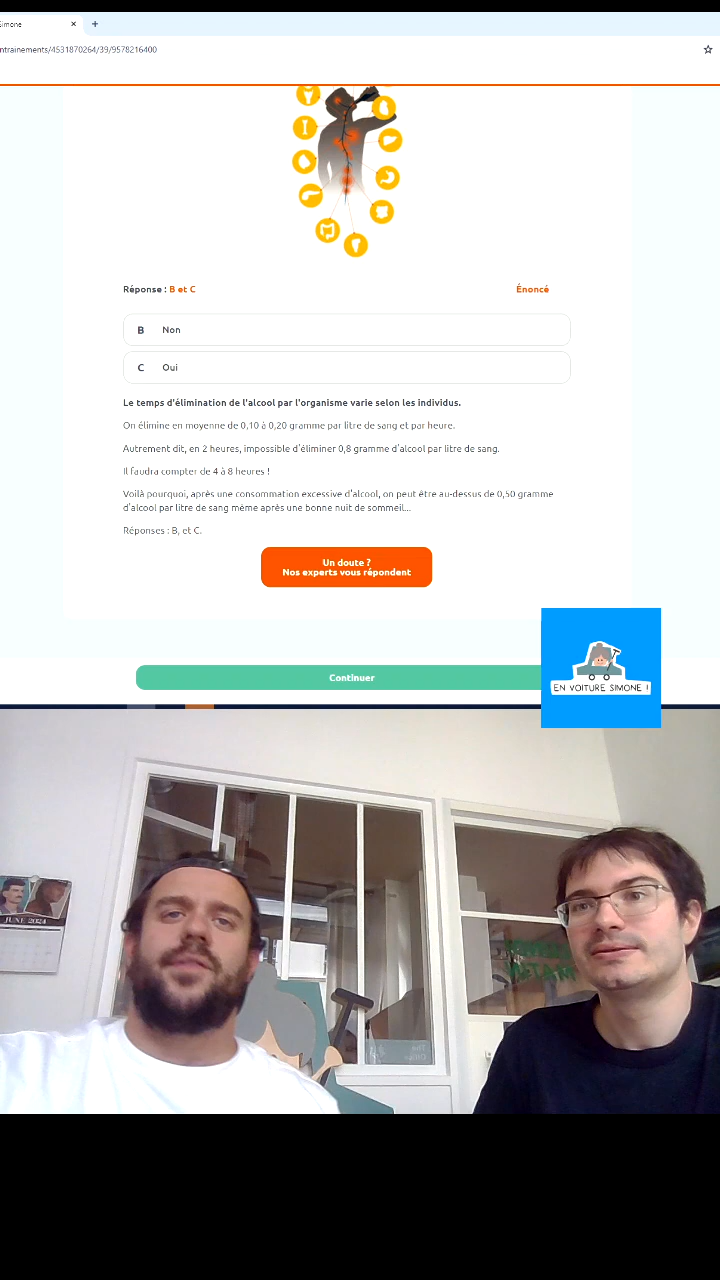 Simone
ntrainements/4531870264/39/9578216400
Réponse : B et C
Énoncé
B Non
C Oui
Le temps d'élimination de l'alcool par l'organisme varie selon les individus.
On élimine en moyenne de 0,10 à 0,20 gramme par litre de sang et par heure.
Autrement dit, en 2 heures, impossible d'éliminer 0,8 gramme d'alcool par litre de sang.
Il faudra compter de 4 à 8 heures !
Voilà pourquoi, après une consommation excessive d'alcool, on peut être au-dessus de 0,50 gramme
d'alcool par litre de sang même après une bonne nuit de sommeil...
Réponses : B, et C.
Un doute ?
Nos experts vous répondent
Continuer
EN VOITURE SIMONE !
JUNE 2024